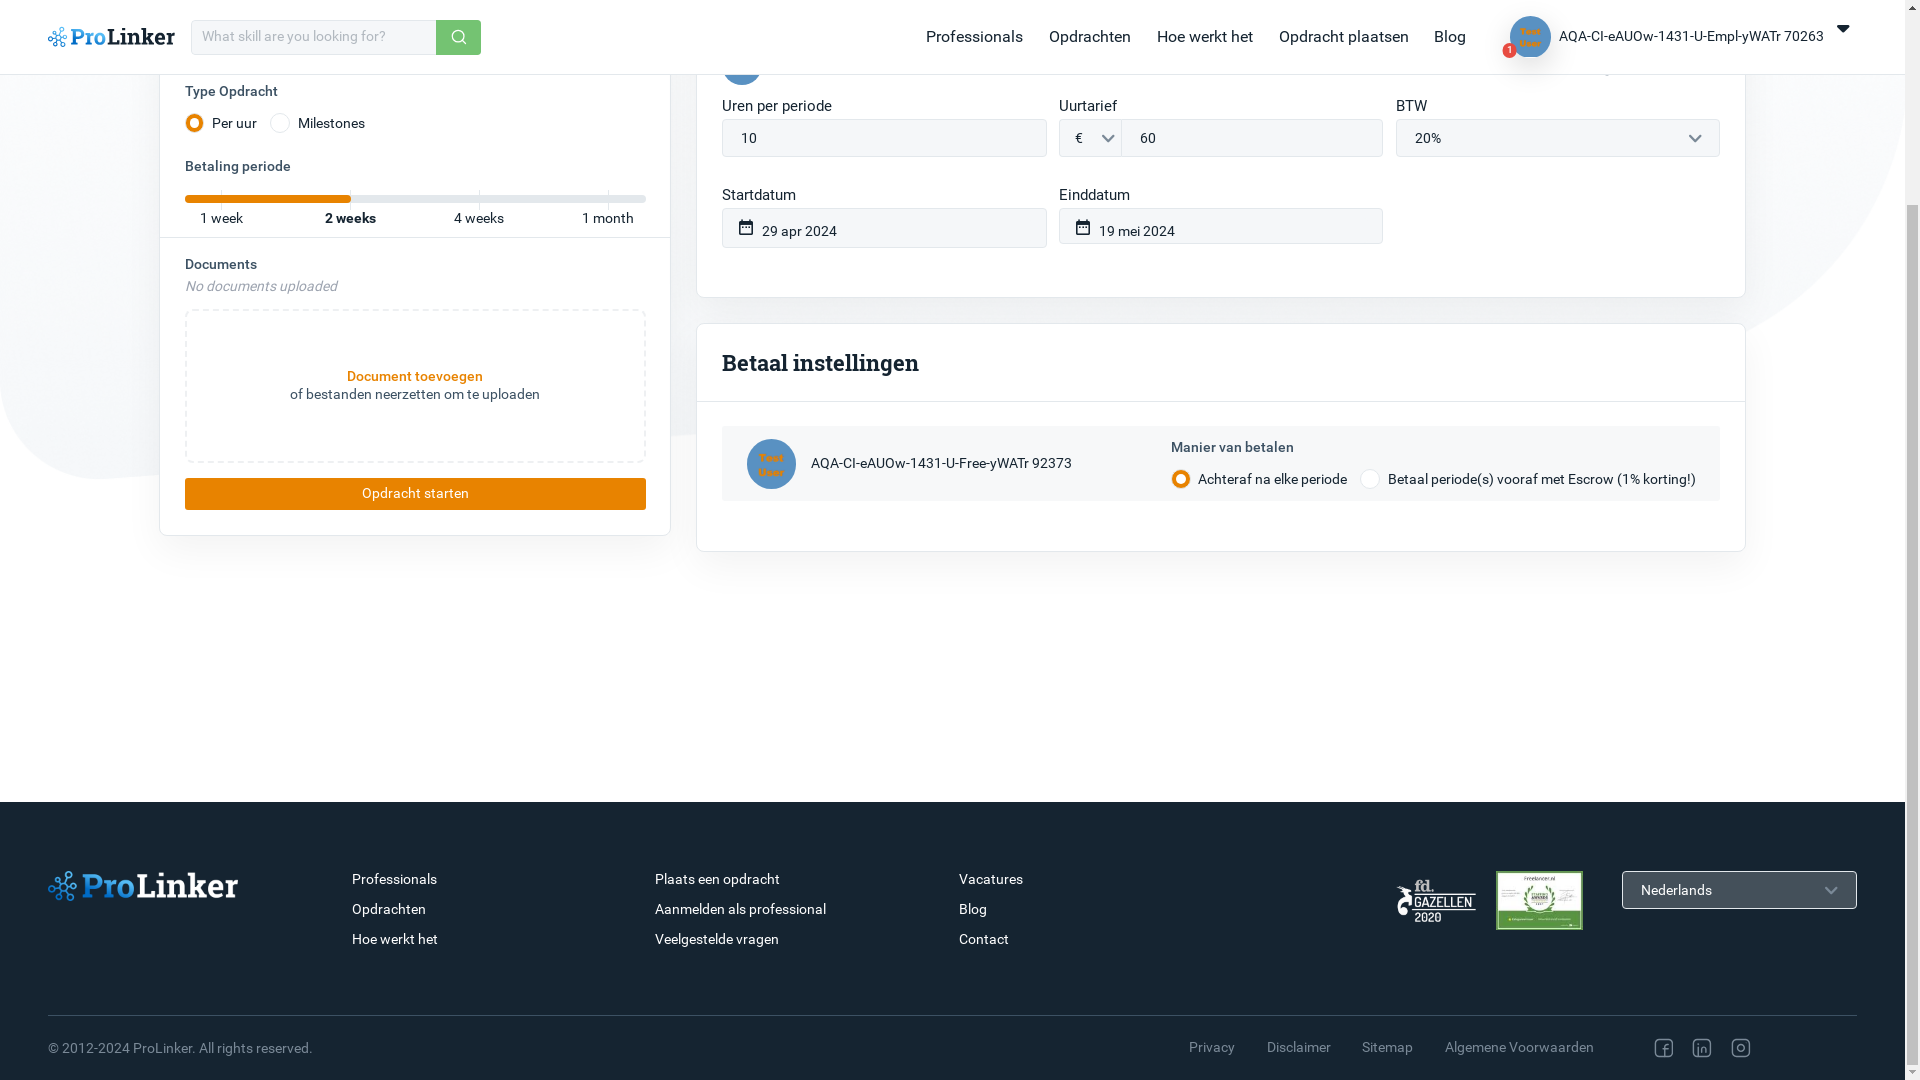 ProLinker
What skill are you looking for?
Professionals
Opdrachten
Hoe werkt het
Opdracht plaatsen
Blog
Test User
1
AQA-CI-eAUOw-1431-U-Empl-yWATr 70263
Type Opdracht
Per uur
Milestones
Betaling periode
1 week
2 weeks
4 weeks
1 month
Documents
No documents uploaded
Document toevoegen
of bestanden neerzetten om te uploaden
Opdracht starten
Uren per periode
Uurtarief
BTW
10
€
60
20%
Startdatum
Einddatum
29 apr 2024
19 mei 2024
Betaal instellingen
Test
User
AQA-CI-eAUOw-1431-U-Free-yWATr 92373
Manier van betalen
Achteraf na elke periode
Betaal periode(s) vooraf met Escrow (1% korting!)
ProLinker
Professionals
Opdrachten
Hoe werkt het
Plaats een opdracht
Aanmelden als professional
Veelgestelde vragen
Vacatures
Blog
Contact
fd.
GAZELLEN
2020
Freelancer.nl
Nederlands
© 2012-2024 ProLinker. All rights reserved.
Privacy
Disclaimer
Sitemap
Algemene Voorwaarden